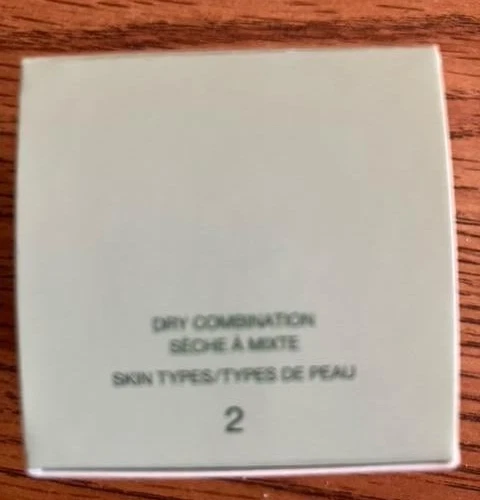 DRY COMBINATION
SÈCHE À MIXTE
SKIN TYPES/TYPES DE PEAU
2